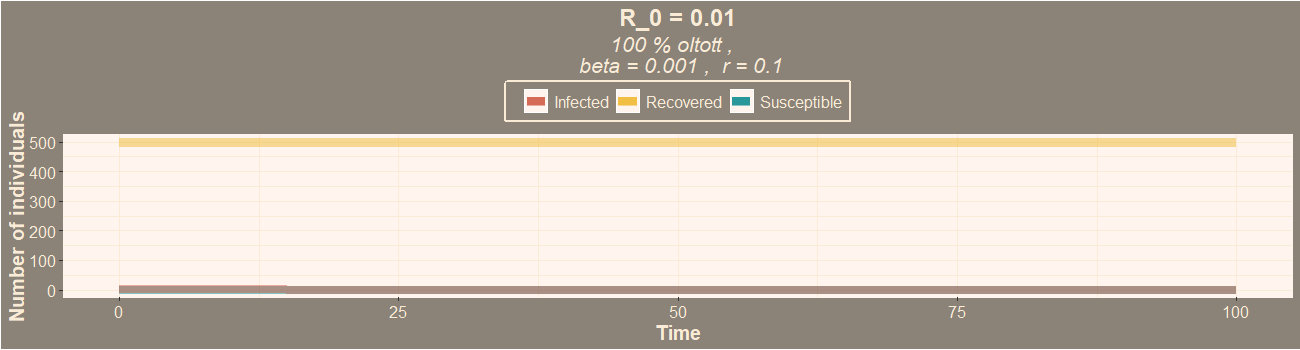 R_0 = 0.01
100 % oltott ,
beta = 0.001 ,  r = 0.1
Infected Recovered Susceptible
Number of individuals
500
400
300
200
100
0
0 25 50 75 100
Time